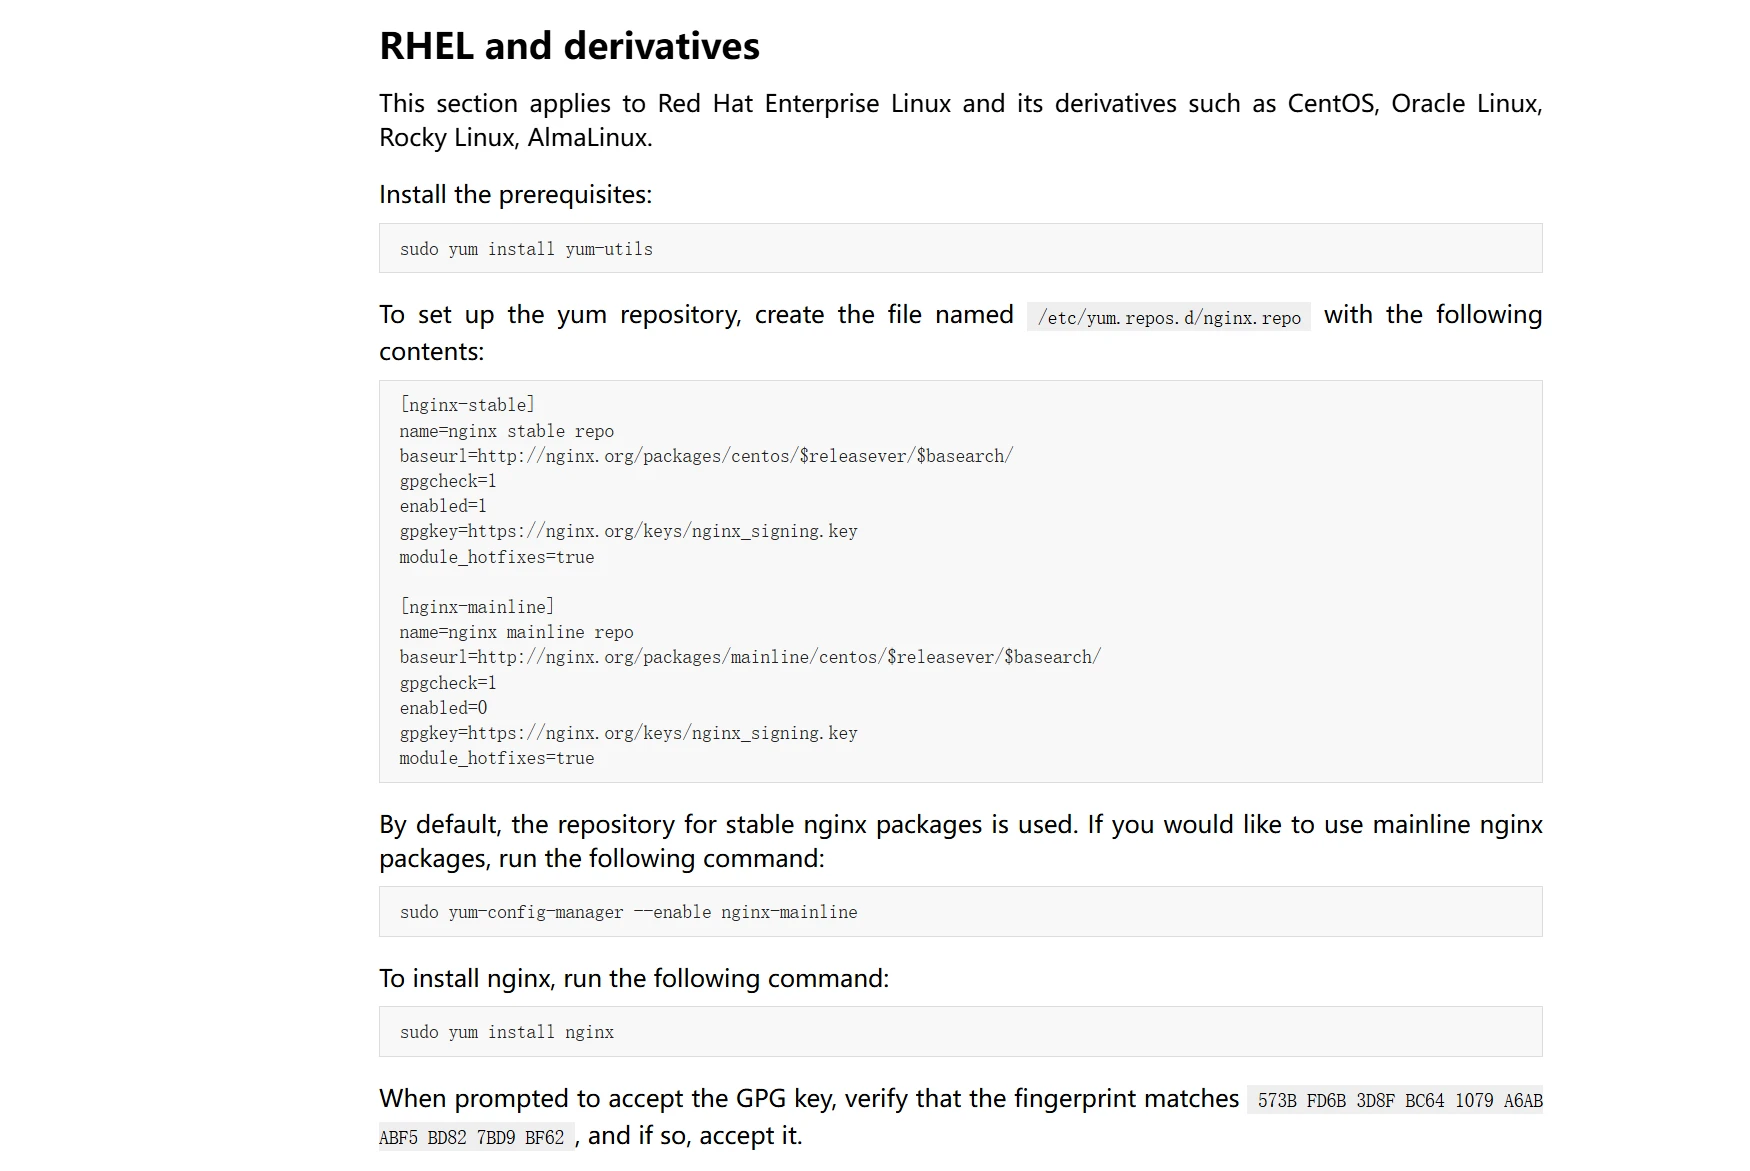 RHEL and derivatives
This section applies to Red Hat Enterprise Linux and its derivatives such as CentOS, Oracle Linux,
Rocky Linux, AlmaLinux.
Install the prerequisites:
sudo yum install yum-utils
To set up the yum repository, create the file named /etc/yum.repos.d/nginx.repo with the following
contents:
[nginx-stable]
name=nginx stable repo
baseurl=http://nginx.org/packages/centos/$releasever/$basearch/
gpgcheck=1
enabled=1
gpgkey=https://nginx.org/keys/nginx_signing.key
module_hotfixes=true
[nginx-mainline]
name=nginx mainline repo
baseurl=http://nginx.org/packages/mainline/centos/$releasever/$basearch/
gpgcheck=1
enabled=0
gpgkey=https://nginx.org/keys/nginx_signing.key
module_hotfixes=true
By default, the repository for stable nginx packages is used. If you would like to use mainline nginx
packages, run the following command:
sudo yum-config-manager --enable nginx-mainline
To install nginx, run the following command:
sudo yum install nginx
When prompted to accept the GPG key, verify that the fingerprint matches 573B FD6B 3D8F BC64 1079 A6AB
ABF5 BD82 7BD9 BF62 , and if so, accept it.